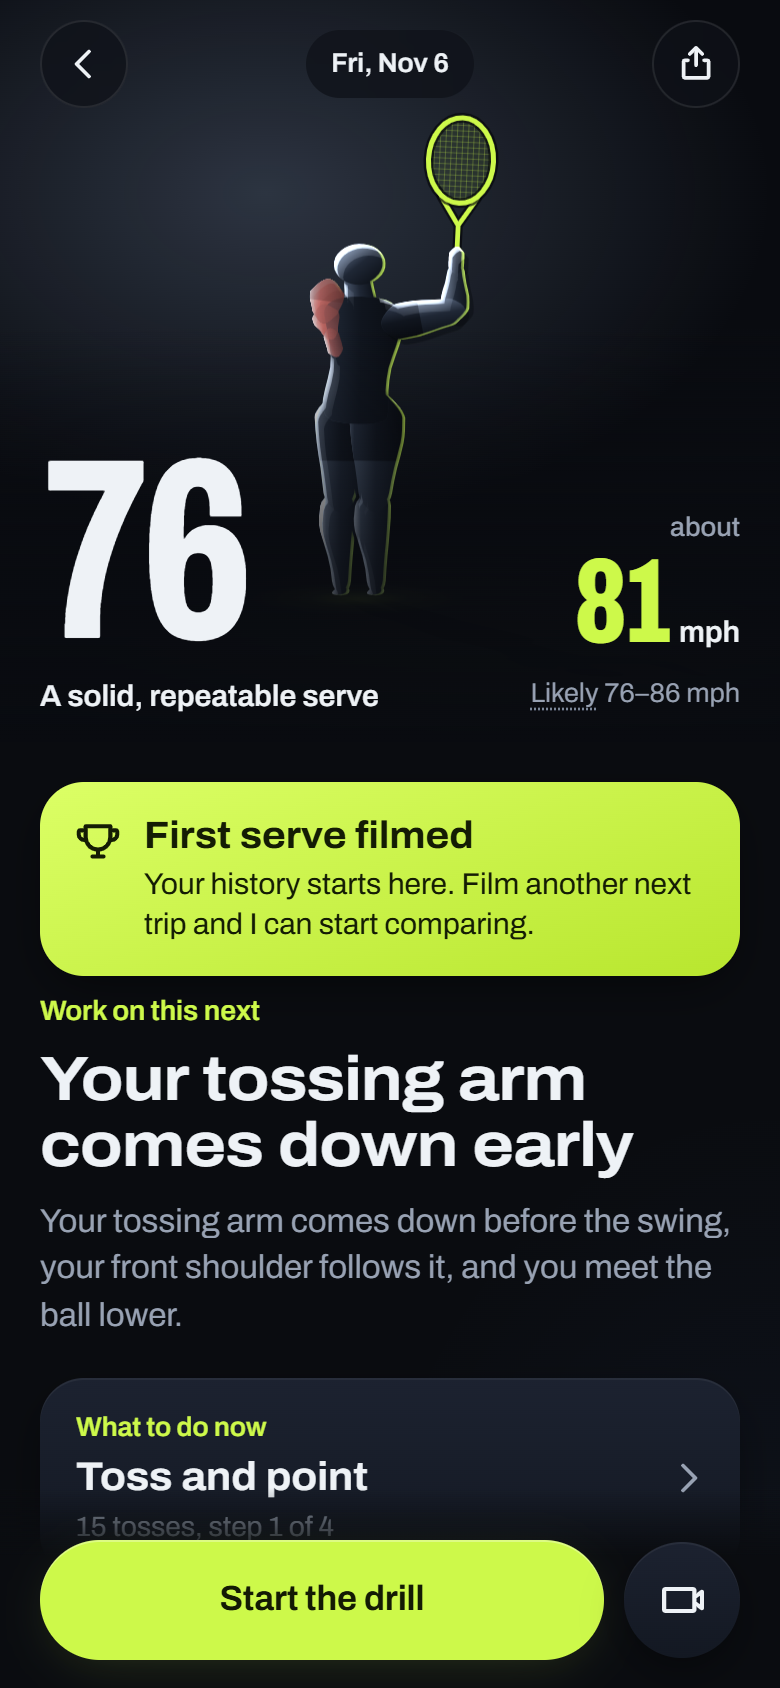 Fri, Nov 6
76
A solid, repeatable serve
about
81 mph
Likely 76–86 mph
First serve filmed
Your history starts here. Film another next
trip and I can start comparing.
Work on this next
Your tossing arm
comes down early
Your tossing arm comes down before the swing,
your front shoulder follows it, and you meet the
ball lower.
What to do now
Toss and point
15 tosses, step 1 of 4
Start the drill